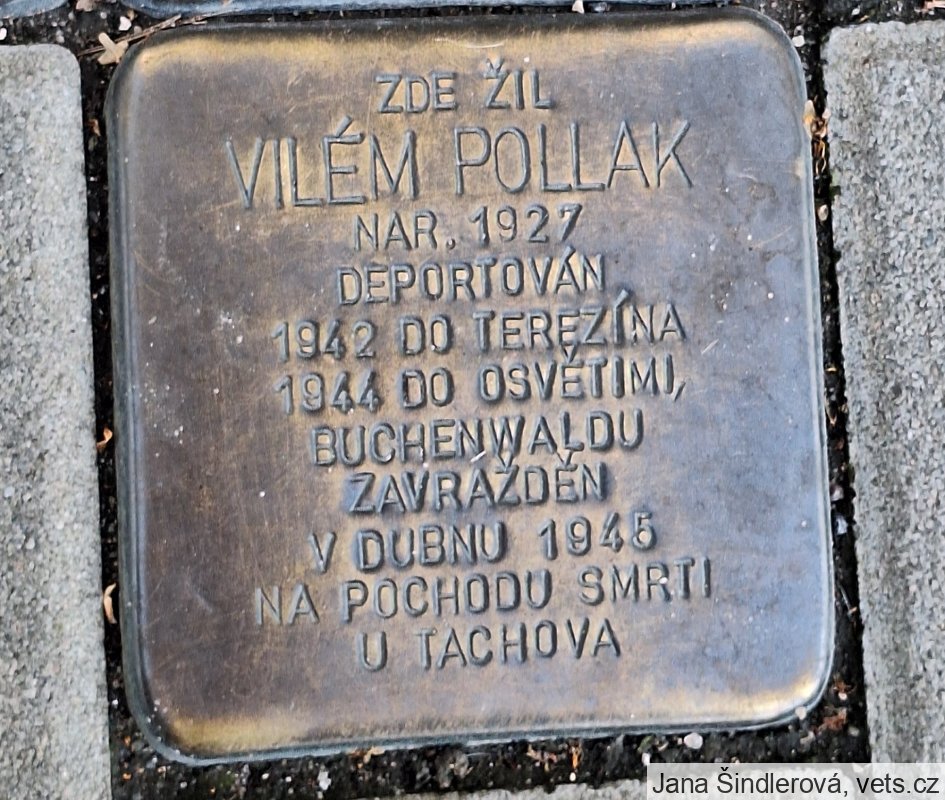 ZDE ŽIL
VILÉM POLLAK
NAR. 1927
DEPORTOVÁN
1942 DO TEREZÍNA
1944 DO OSVĚTIMI,
BUCHENWALDU
ZAVRAŽDĚN
V DUBNU 1945
NA POCHODU SMRTI
U TACHOVA
Jana Šindlerová, vets.cz